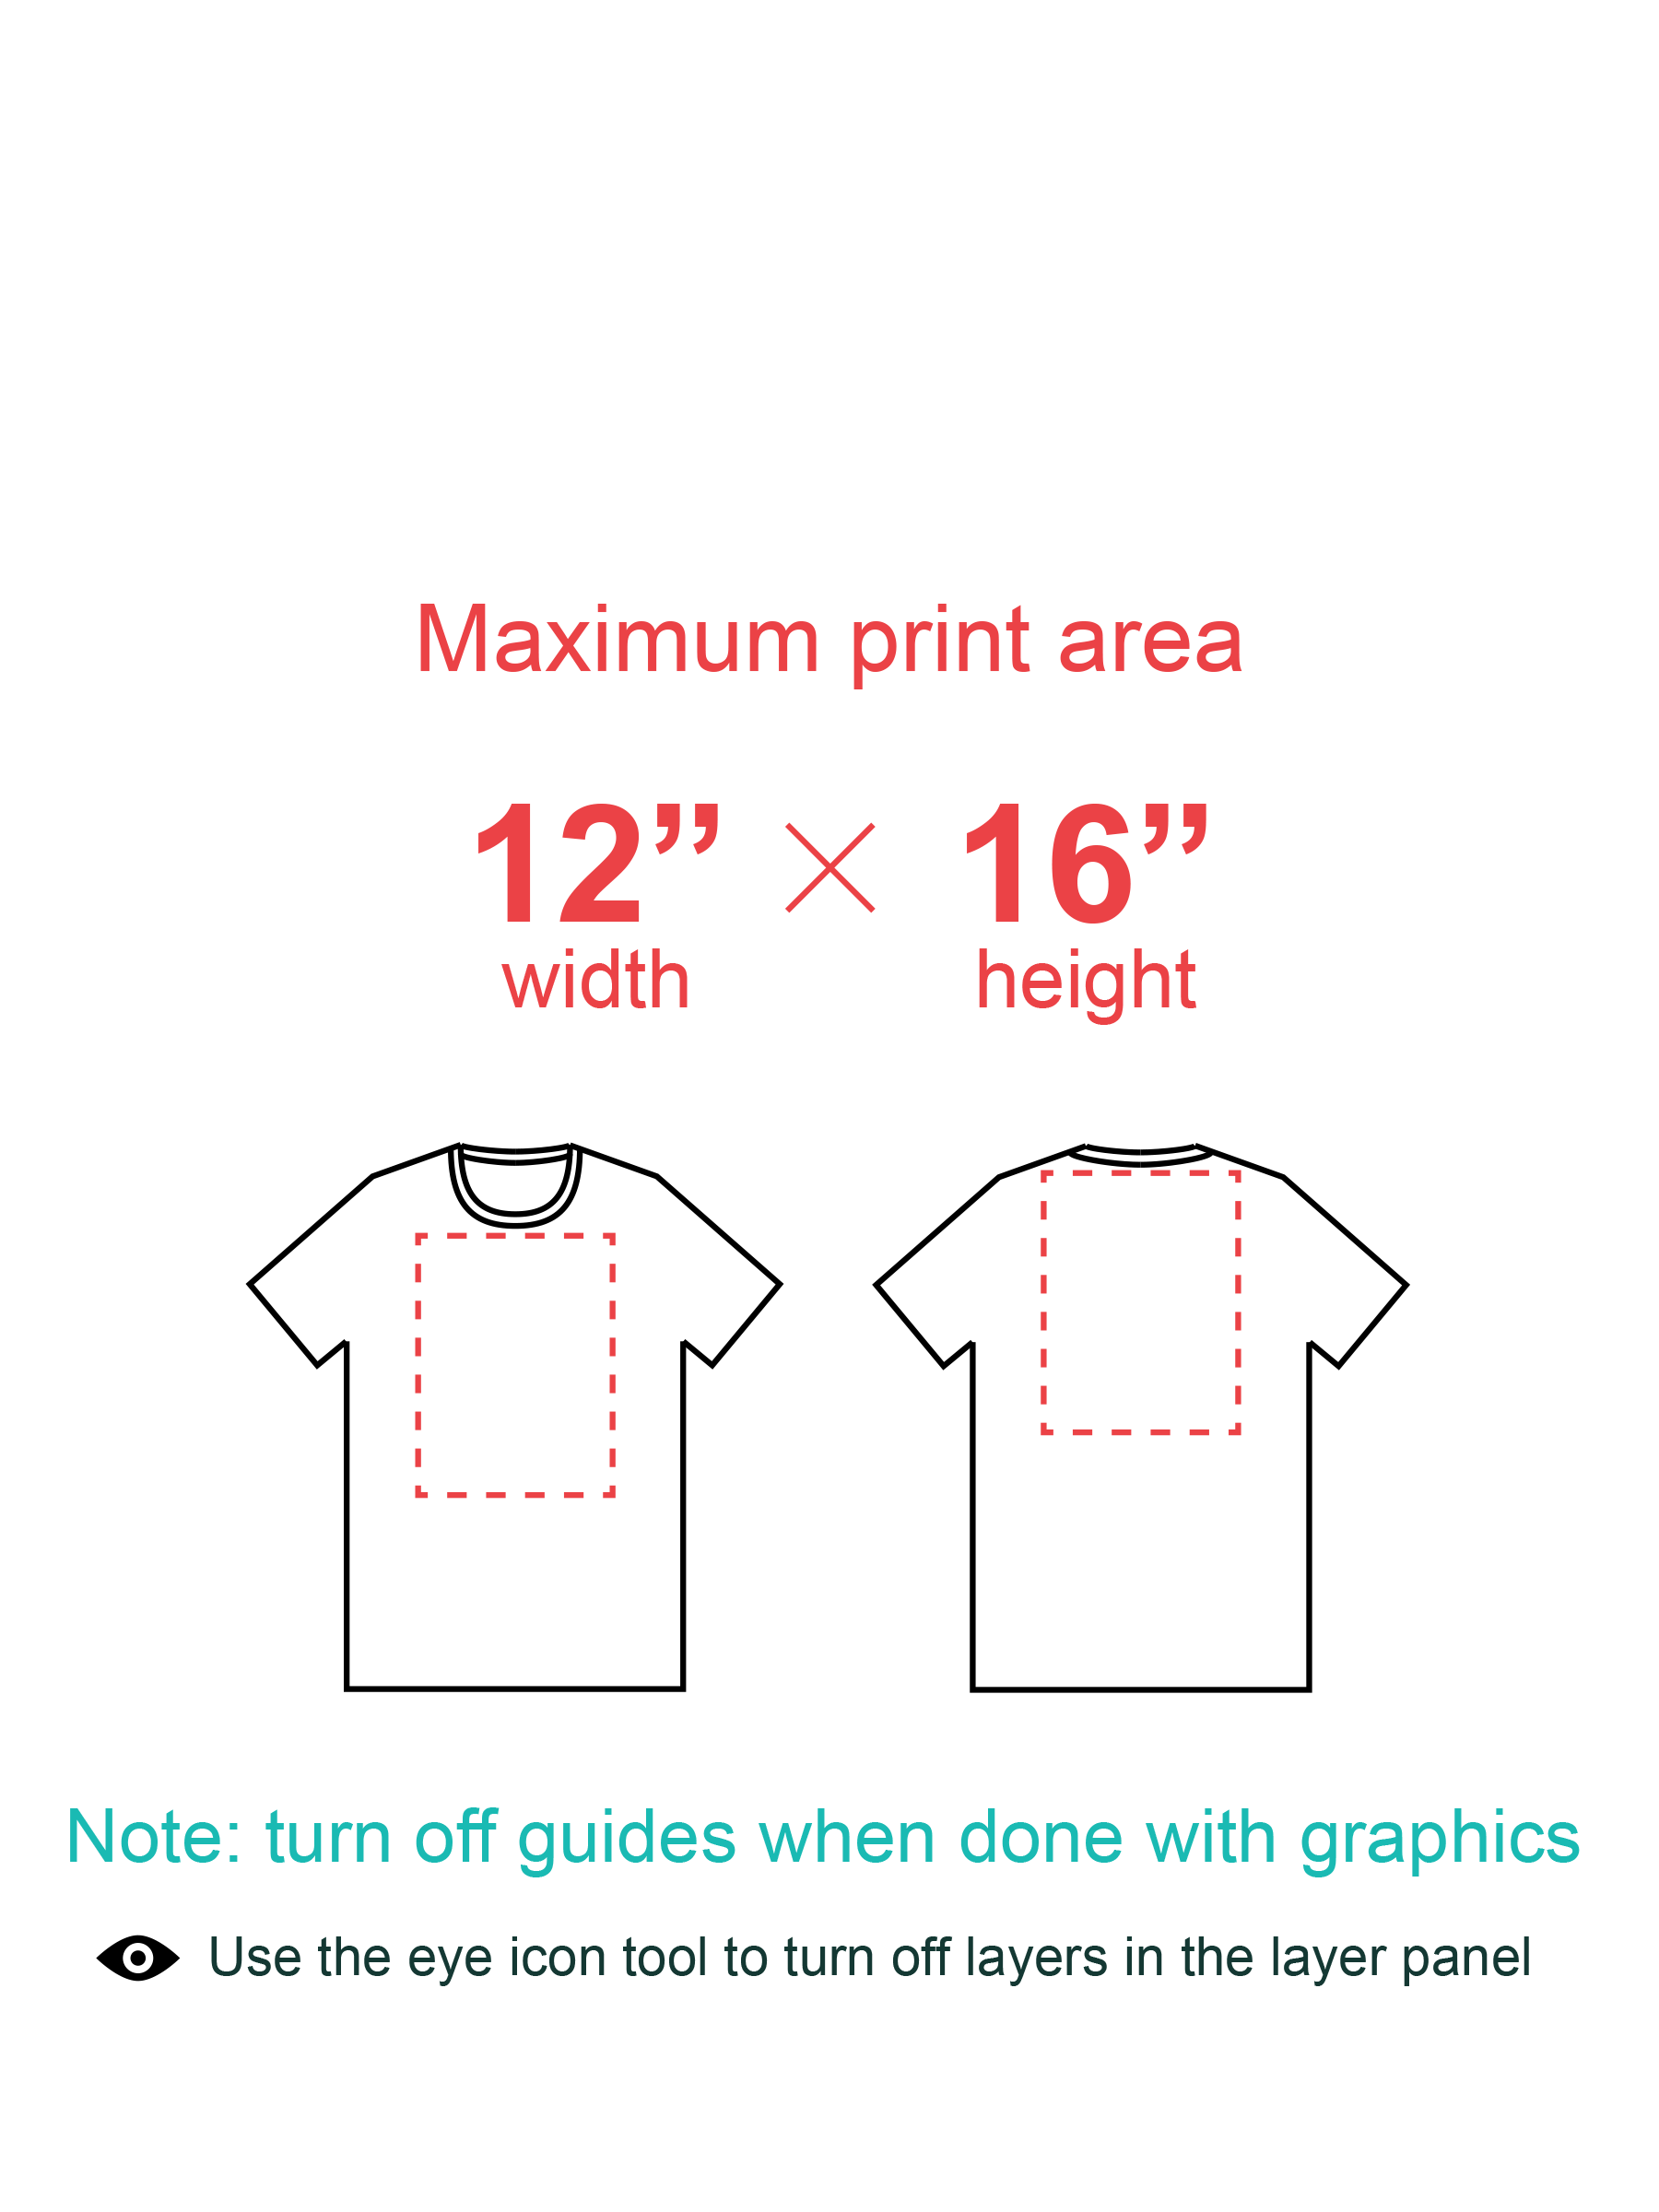 Maximum print area
12” × 16”
width height
Note: turn off guides when done with graphics
Use the eye icon tool to turn off layers in the layer panel